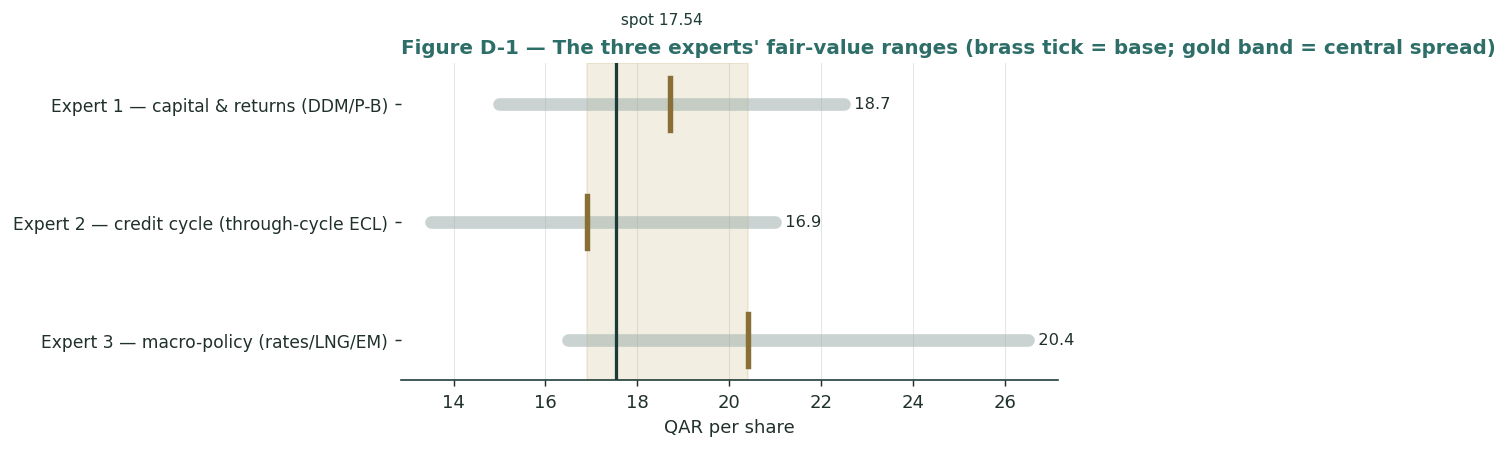 spot 17.54
Figure D-1 — The three experts' fair-value ranges (brass tick = base; gold band = central spread)
Expert 1 — capital & returns (DDM/P-B)
18.7
Expert 2 — credit cycle (through-cycle ECL)
16.9
Expert 3 — macro-policy (rates/LNG/EM)
20.4
14 16 18 20 22 24 26
QAR per share